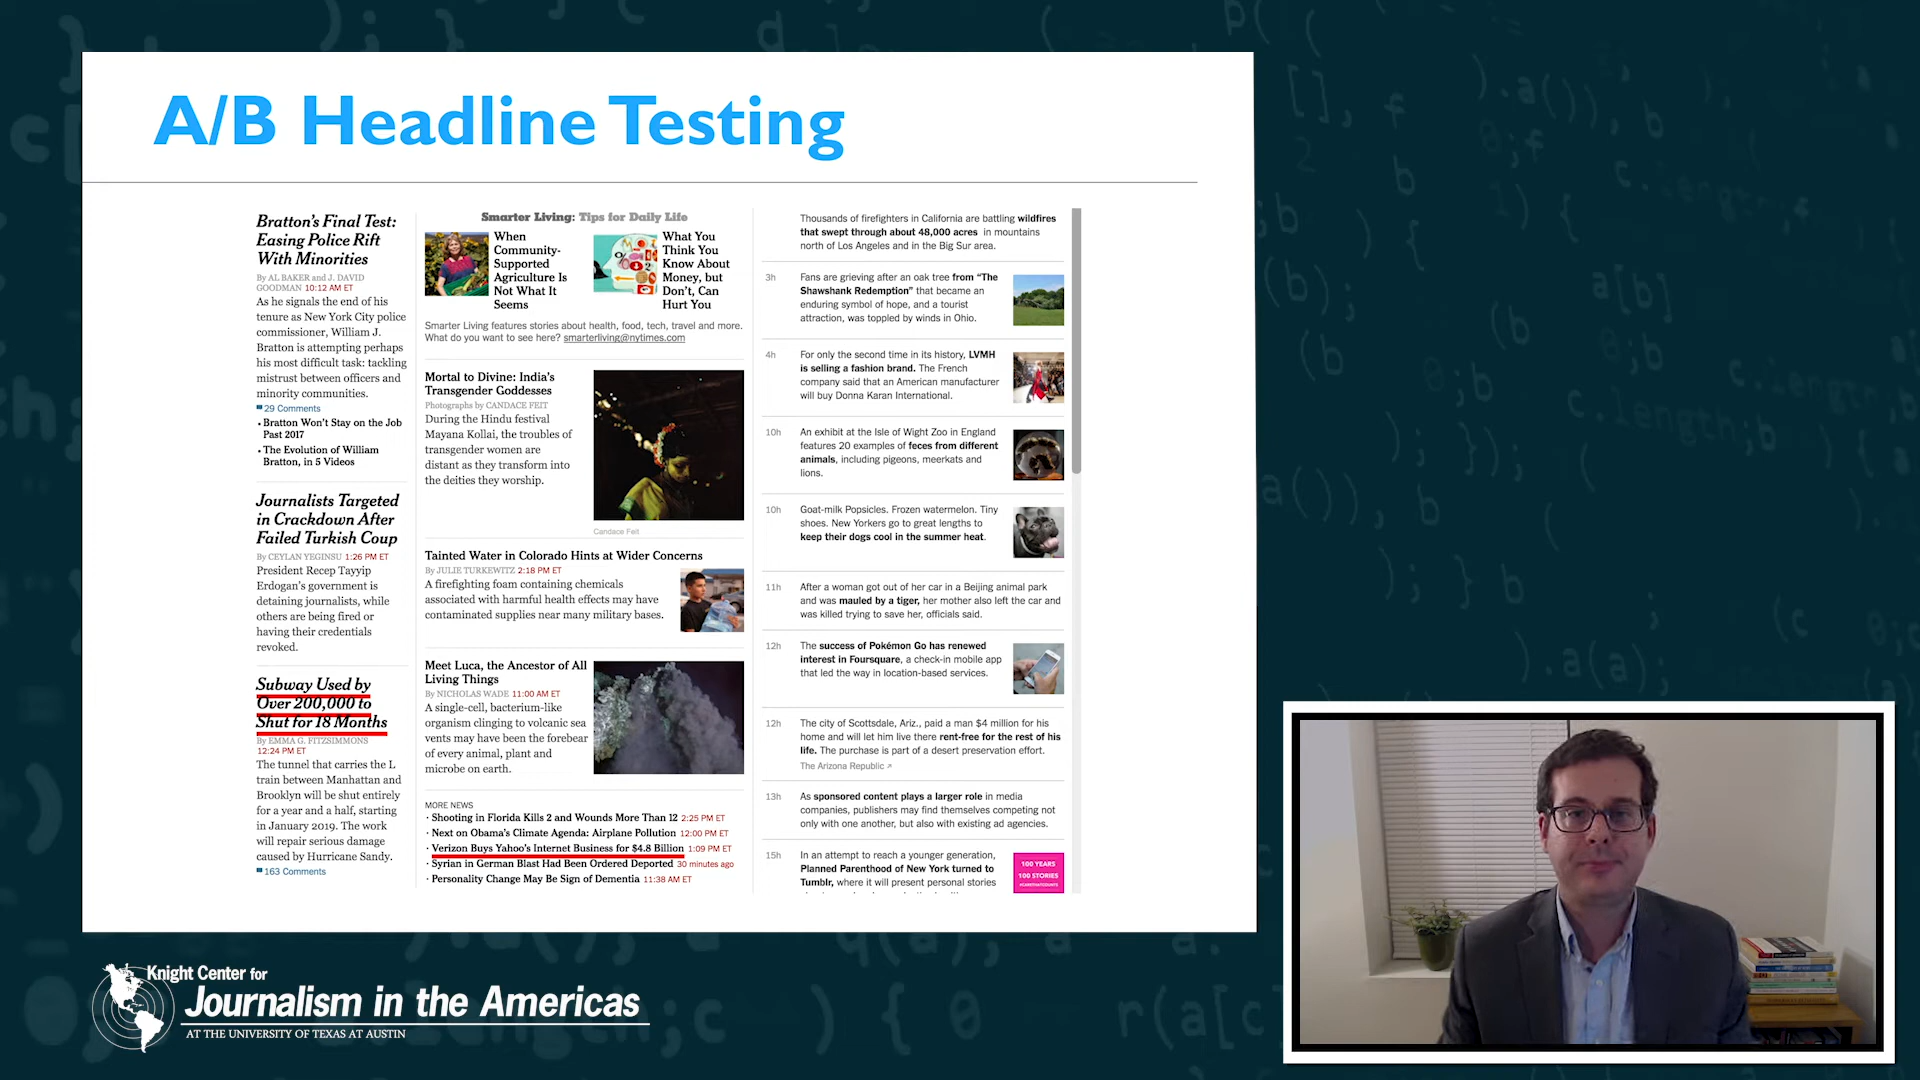 A/B Headline Testing
Bratton's Final Test:
Easing Police Rift
With Minorities
By AL BAKER and J. DAVID
GOODMAN 10:12 AM ET
As he signals the end of his
tenure as New York City police
commissioner, William J.
Bratton is attempting perhaps
his most difficult task: tackling
mistrust between officers and
minority communities.
29 Comments
• Bratton Won't Stay on the Job
Past 2017
• The Evolution of William
Bratton, in 5 Videos
Journalists Targeted
in Crackdown After
Failed Turkish Coup
By CEYLAN YEGINSU 1:26 PM ET
President Recep Tayyip
Erdogan's government is
detaining journalists, while
others are being fired or
having their credentials
revoked.
Subway Used by
Over 200,000 to
Shut for 18 Months
By EMMA G. FITZSIMMONS
12:24 PM ET
The tunnel that carries the L
train between Manhattan and
Brooklyn will be shut entirely
for a year and a half, starting
in January 2019. The work
will repair serious damage
caused by Hurricane Sandy.
163 Comments
Smarter Living: Tips for Daily Life
When
Community-
Supported
Agriculture Is
Not What It
Seems
What You
Think You
Know About
Money, but
Don't, Can
Hurt You
Smarter Living features stories about health, food, tech, travel and more.
What do you want to see here? smarterliving@nytimes.com
Mortal to Divine: India's
Transgender Goddesses
Photographs by CANDACE FEIT
During the Hindu festival
Mayana Kollai, the troubles of
transgender women are
distant as they transform into
the deities they worship.
Candace Feit
Tainted Water in Colorado Hints at Wider Concerns
By JULIE TURKEWITZ 2:18 PM ET
A firefighting foam containing chemicals
associated with harmful health effects may have
contaminated supplies near many military bases.
Meet Luca, the Ancestor of All
Living Things
By NICHOLAS WADE 11:00 AM ET
A single-cell, bacterium-like
organism clinging to volcanic sea
vents may have been the forebear
of every animal, plant and
microbe on earth.
MORE NEWS
• Shooting in Florida Kills 2 and Wounds More Than 12 2:25 PM ET
• Next on Obama's Climate Agenda: Airplane Pollution 12:00 PM ET
• Verizon Buys Yahoo's Internet Business for $4.8 Billion 1:09 PM ET
• Syrian in German Blast Had Been Ordered Deported 30 minutes ago
• Personality Change May Be Sign of Dementia 11:38 AM ET
Thousands of firefighters in California are battling wildfires
that swept through about 48,000 acres in mountains
north of Los Angeles and in the Big Sur area.
3h
Fans are grieving after an oak tree from “The
Shawshank Redemption” that became an
enduring symbol of hope, and a tourist
attraction, was toppled by winds in Ohio.
4h
For only the second time in its history, LVMH
is selling a fashion brand. The French
company said that an American manufacturer
will buy Donna Karan International.
10h
An exhibit at the Isle of Wight Zoo in England
features 20 examples of feces from different
animals, including pigeons, meerkats and
lions.
10h
Goat-milk Popsicles. Frozen watermelon. Tiny
shoes. New Yorkers go to great lengths to
keep their dogs cool in the summer heat.
11h
After a woman got out of her car in a Beijing animal park
and was mauled by a tiger, her mother also left the car and
was killed trying to save her, officials said.
12h
The success of Pokémon Go has renewed
interest in Foursquare, a check-in mobile app
that led the way in location-based services.
12h
The city of Scottsdale, Ariz., paid a man $4 million for his
home and will let him live there rent-free for the rest of his
life. The purchase is part of a desert preservation effort.
The Arizona Republic ↗
13h
As sponsored content plays a larger role in media
companies, publishers may find themselves competing not
only with one another, but also with existing ad agencies.
15h
In an attempt to reach a younger generation,
Planned Parenthood of New York turned to
Tumblr, where it will present personal stories
100 YEARS
100 STORIES
Knight Center for
Journalism in the Americas
AT THE UNIVERSITY OF TEXAS AT AUSTIN